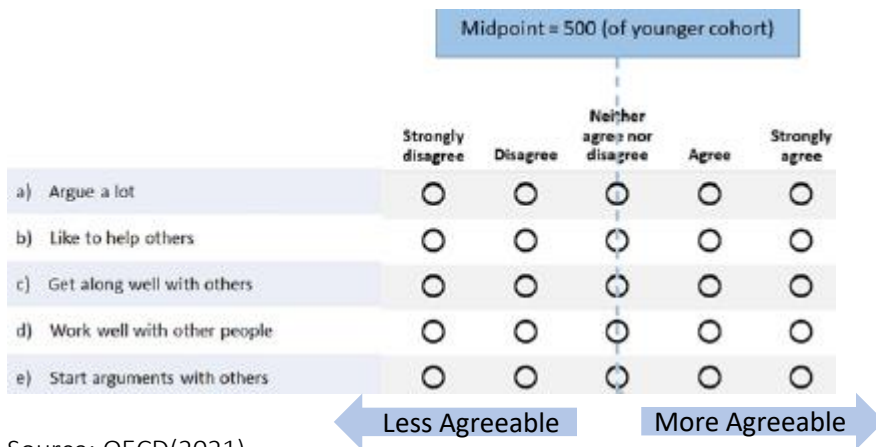 Midpoint = 500 (of younger cohort)
Strongly disagree Disagree Neither agree nor disagree Agree Strongly agree
a) Argue a lot
b) Like to help others
c) Get along well with others
d) Work well with other people
e) Start arguments with others
Less Agreeable More Agreeable
Source: OECD(2021)